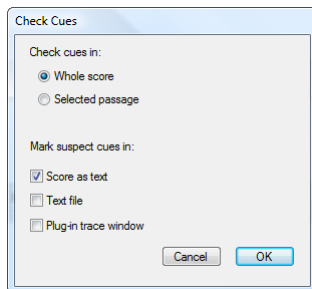 Check Cues
Check cues in:
Whole score
Selected passage
Mark suspect cues in:
Score as text
Text file
Plug-in trace window
Cancel OK